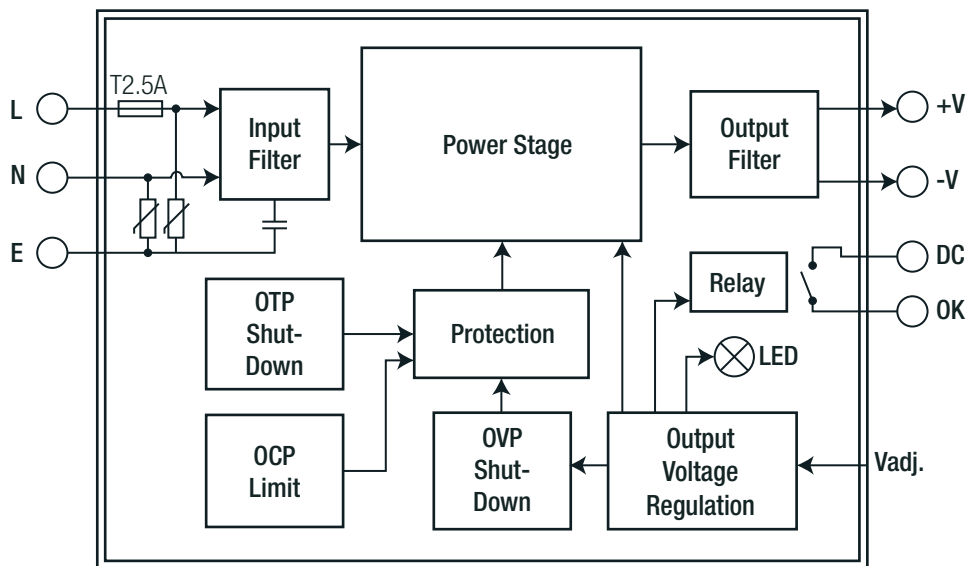 T2.5A
L
N
E
Input
Filter
Power Stage
Output
Filter
+V
-V
DC
OK
Relay
LED
OTP
Shut-
Down
Protection
OCP
Limit
OVP
Shut-
Down
Output
Voltage
Regulation
Vadj.